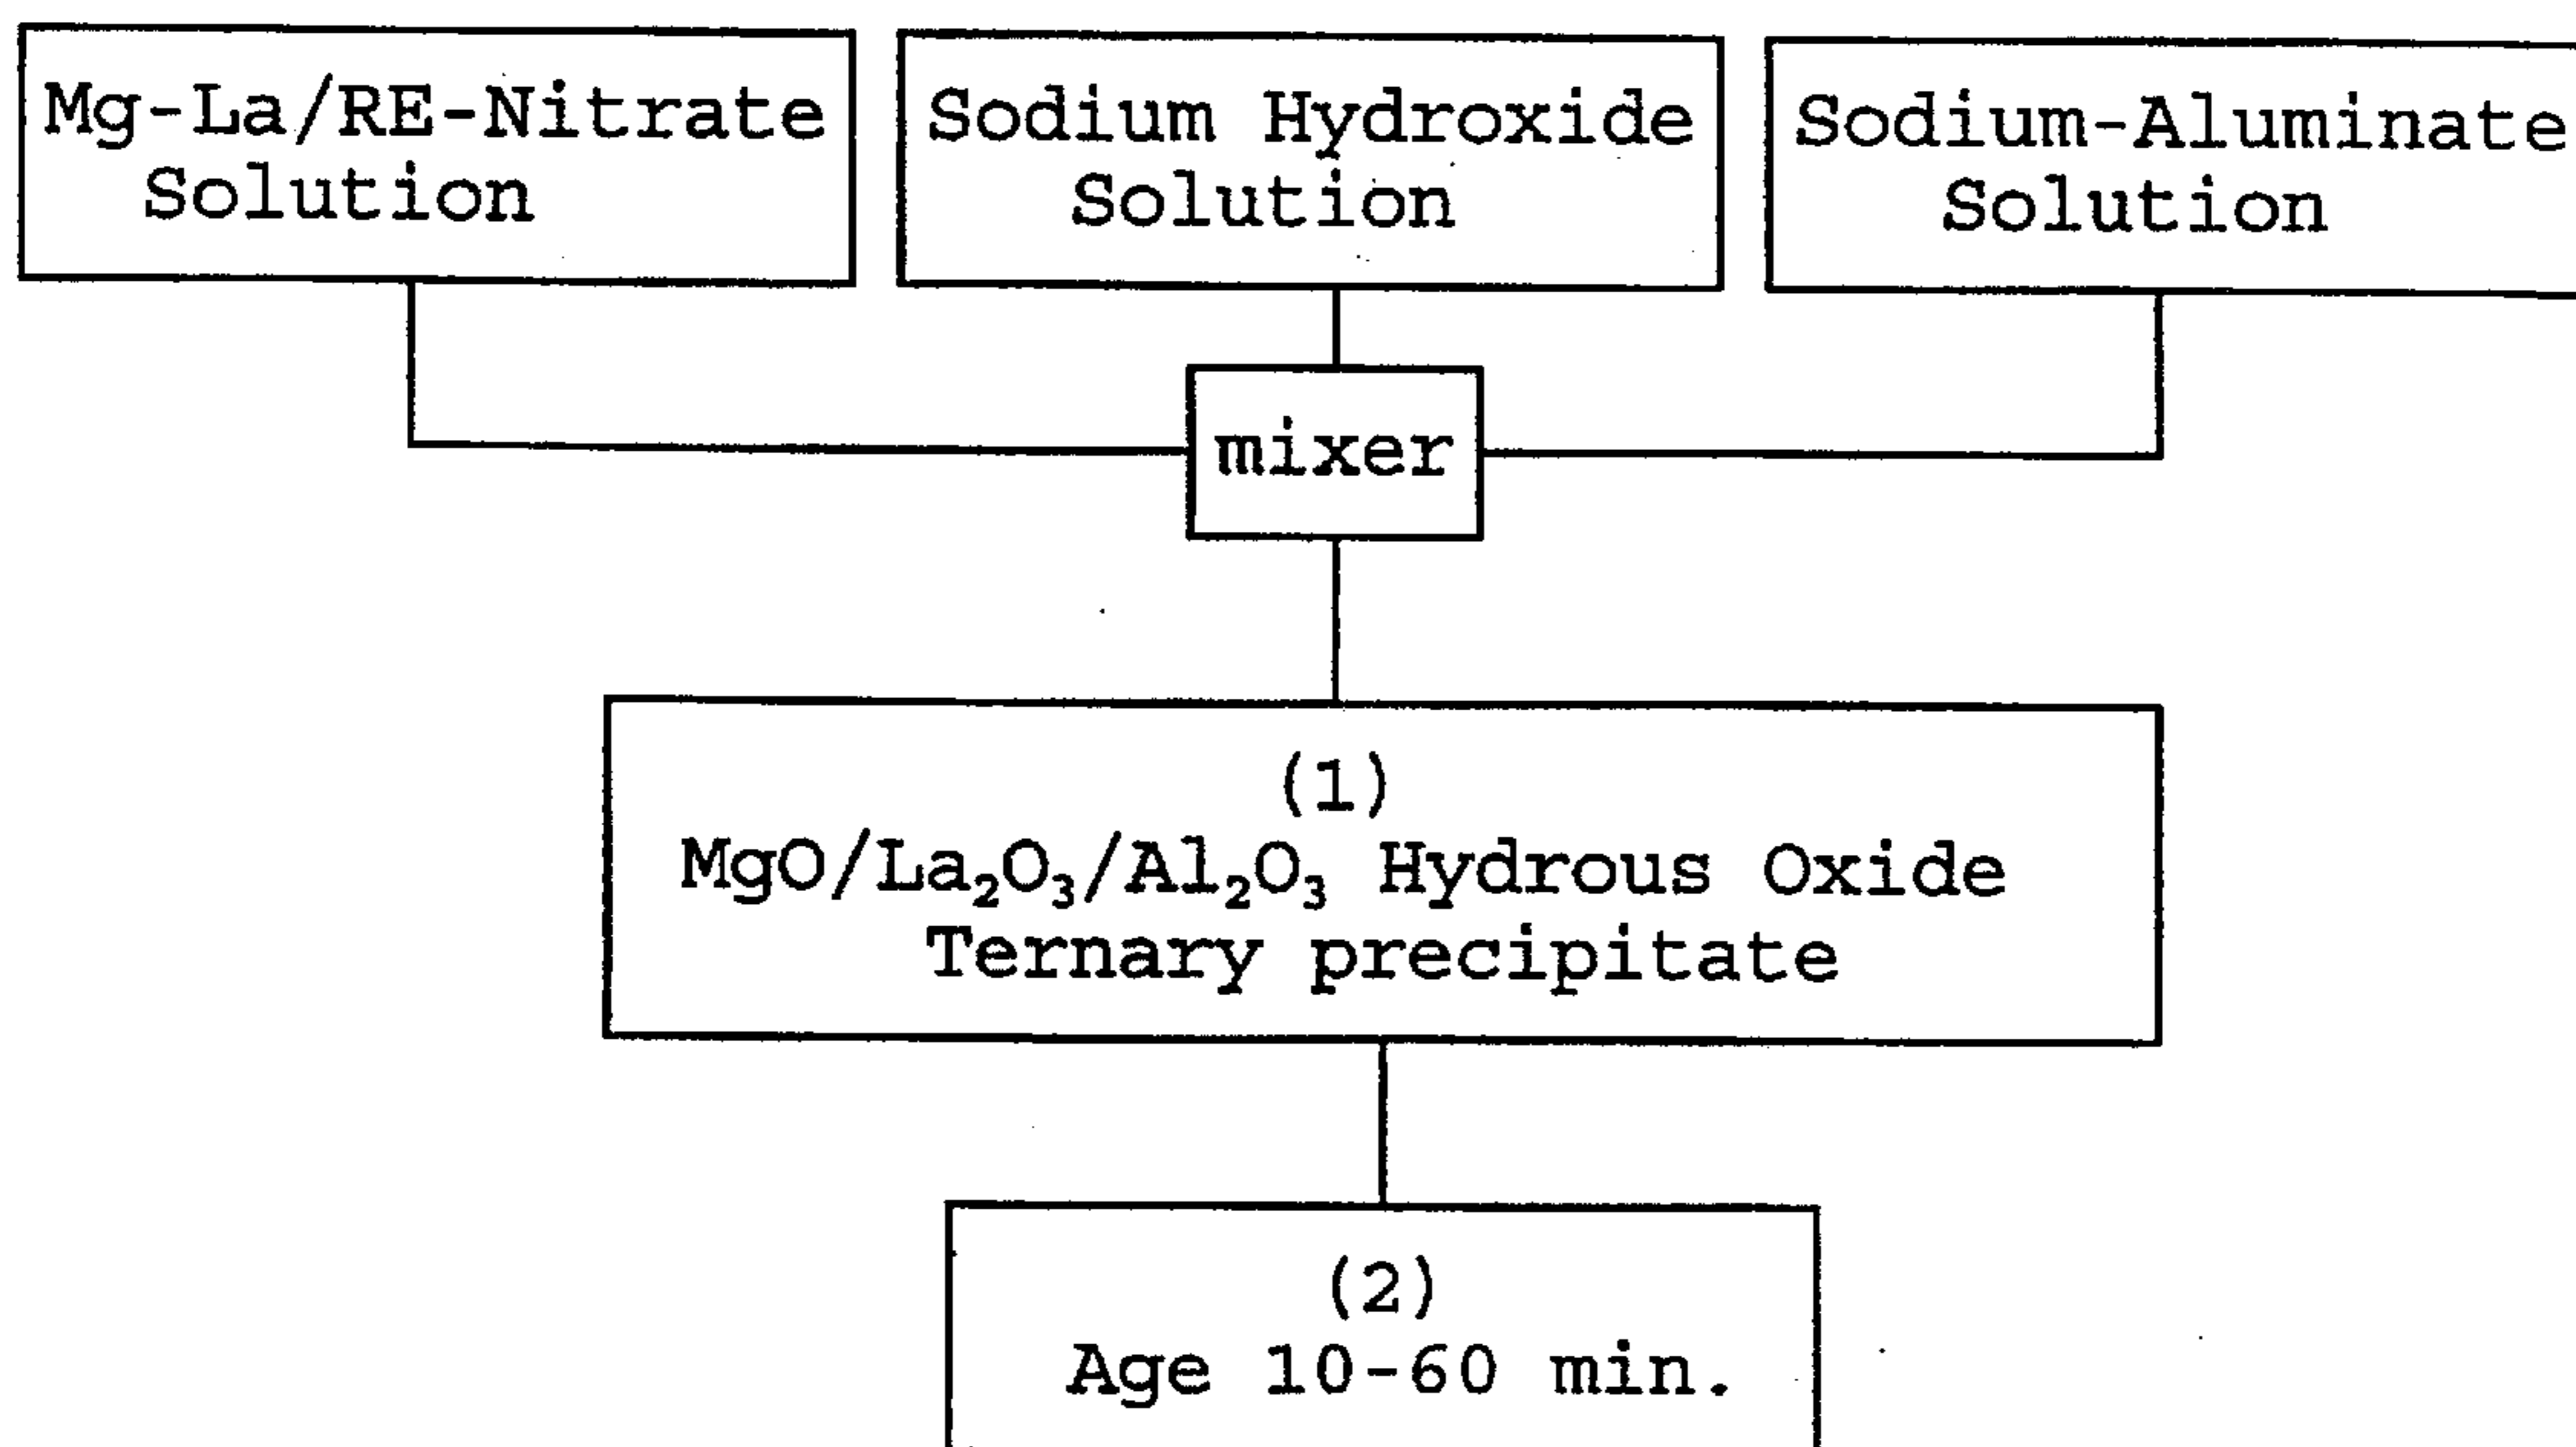 Mg-La/RE-Nitrate
Solution
Sodium Hydroxide
Solution
Sodium-Aluminate
Solution
mixer
(1)
MgO/La₂O₃/Al₂O₃ Hydrous Oxide
Ternary precipitate
(2)
Age 10-60 min.